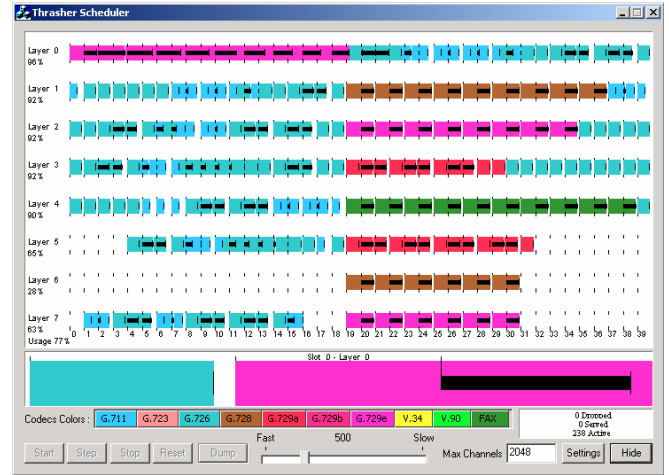 Thrasher Scheduler
Layer 0
96%
Layer 1
92%
Layer 2
92%
Layer 3
92%
Layer 4
90%
Layer 5
65%
Layer 6
28%
Layer 7
63%
0 1 2 3 4 5 6 7 8 9 10 11 12 13 14 15 16 17 18 19 20 21 22 23 24 25 26 27 28 29 30 31 32 33 34 35 36 37 38 39
Usage 77%
Slot 0 - Layer 0
Codecs Colors : G.711 G.723 G.726 G.728 G.729a G.729b G.729e V.34 V.90 FAX
0 Dropped
0 Served
238 Active
Fast 500 Slow
Start Step Stop Reset Dump Max Channels 2048 Settings Hide